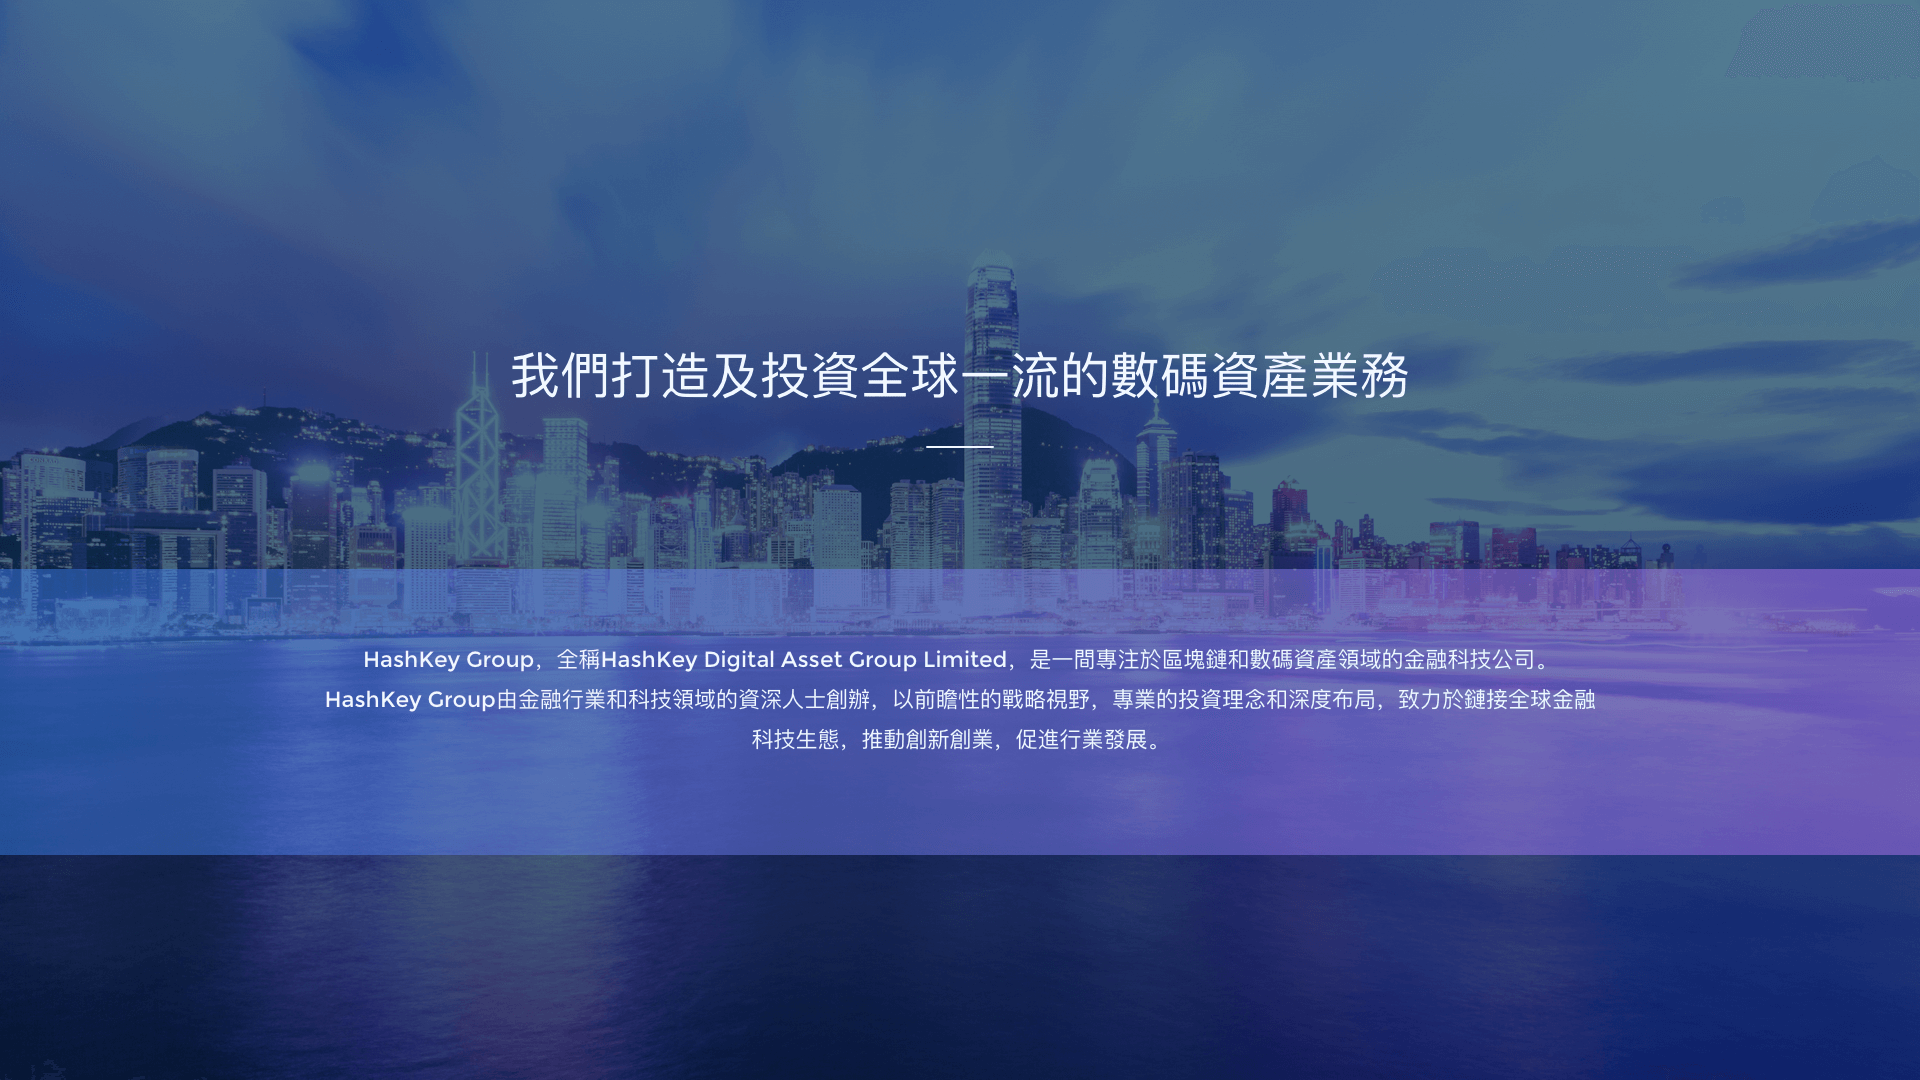 我們打造及投資全球一流的數碼資產業務
HashKey Group，全稱HashKey Digital Asset Group Limited，是一間專注於區塊鏈和數碼資產領域的金融科技公司。
HashKey Group由金融行業和科技領域的資深人士創辦，以前瞻性的戰略視野，專業的投資理念和深度布局，致力於鏈接全球金融
科技生態，推動創新創業，促進行業發展。